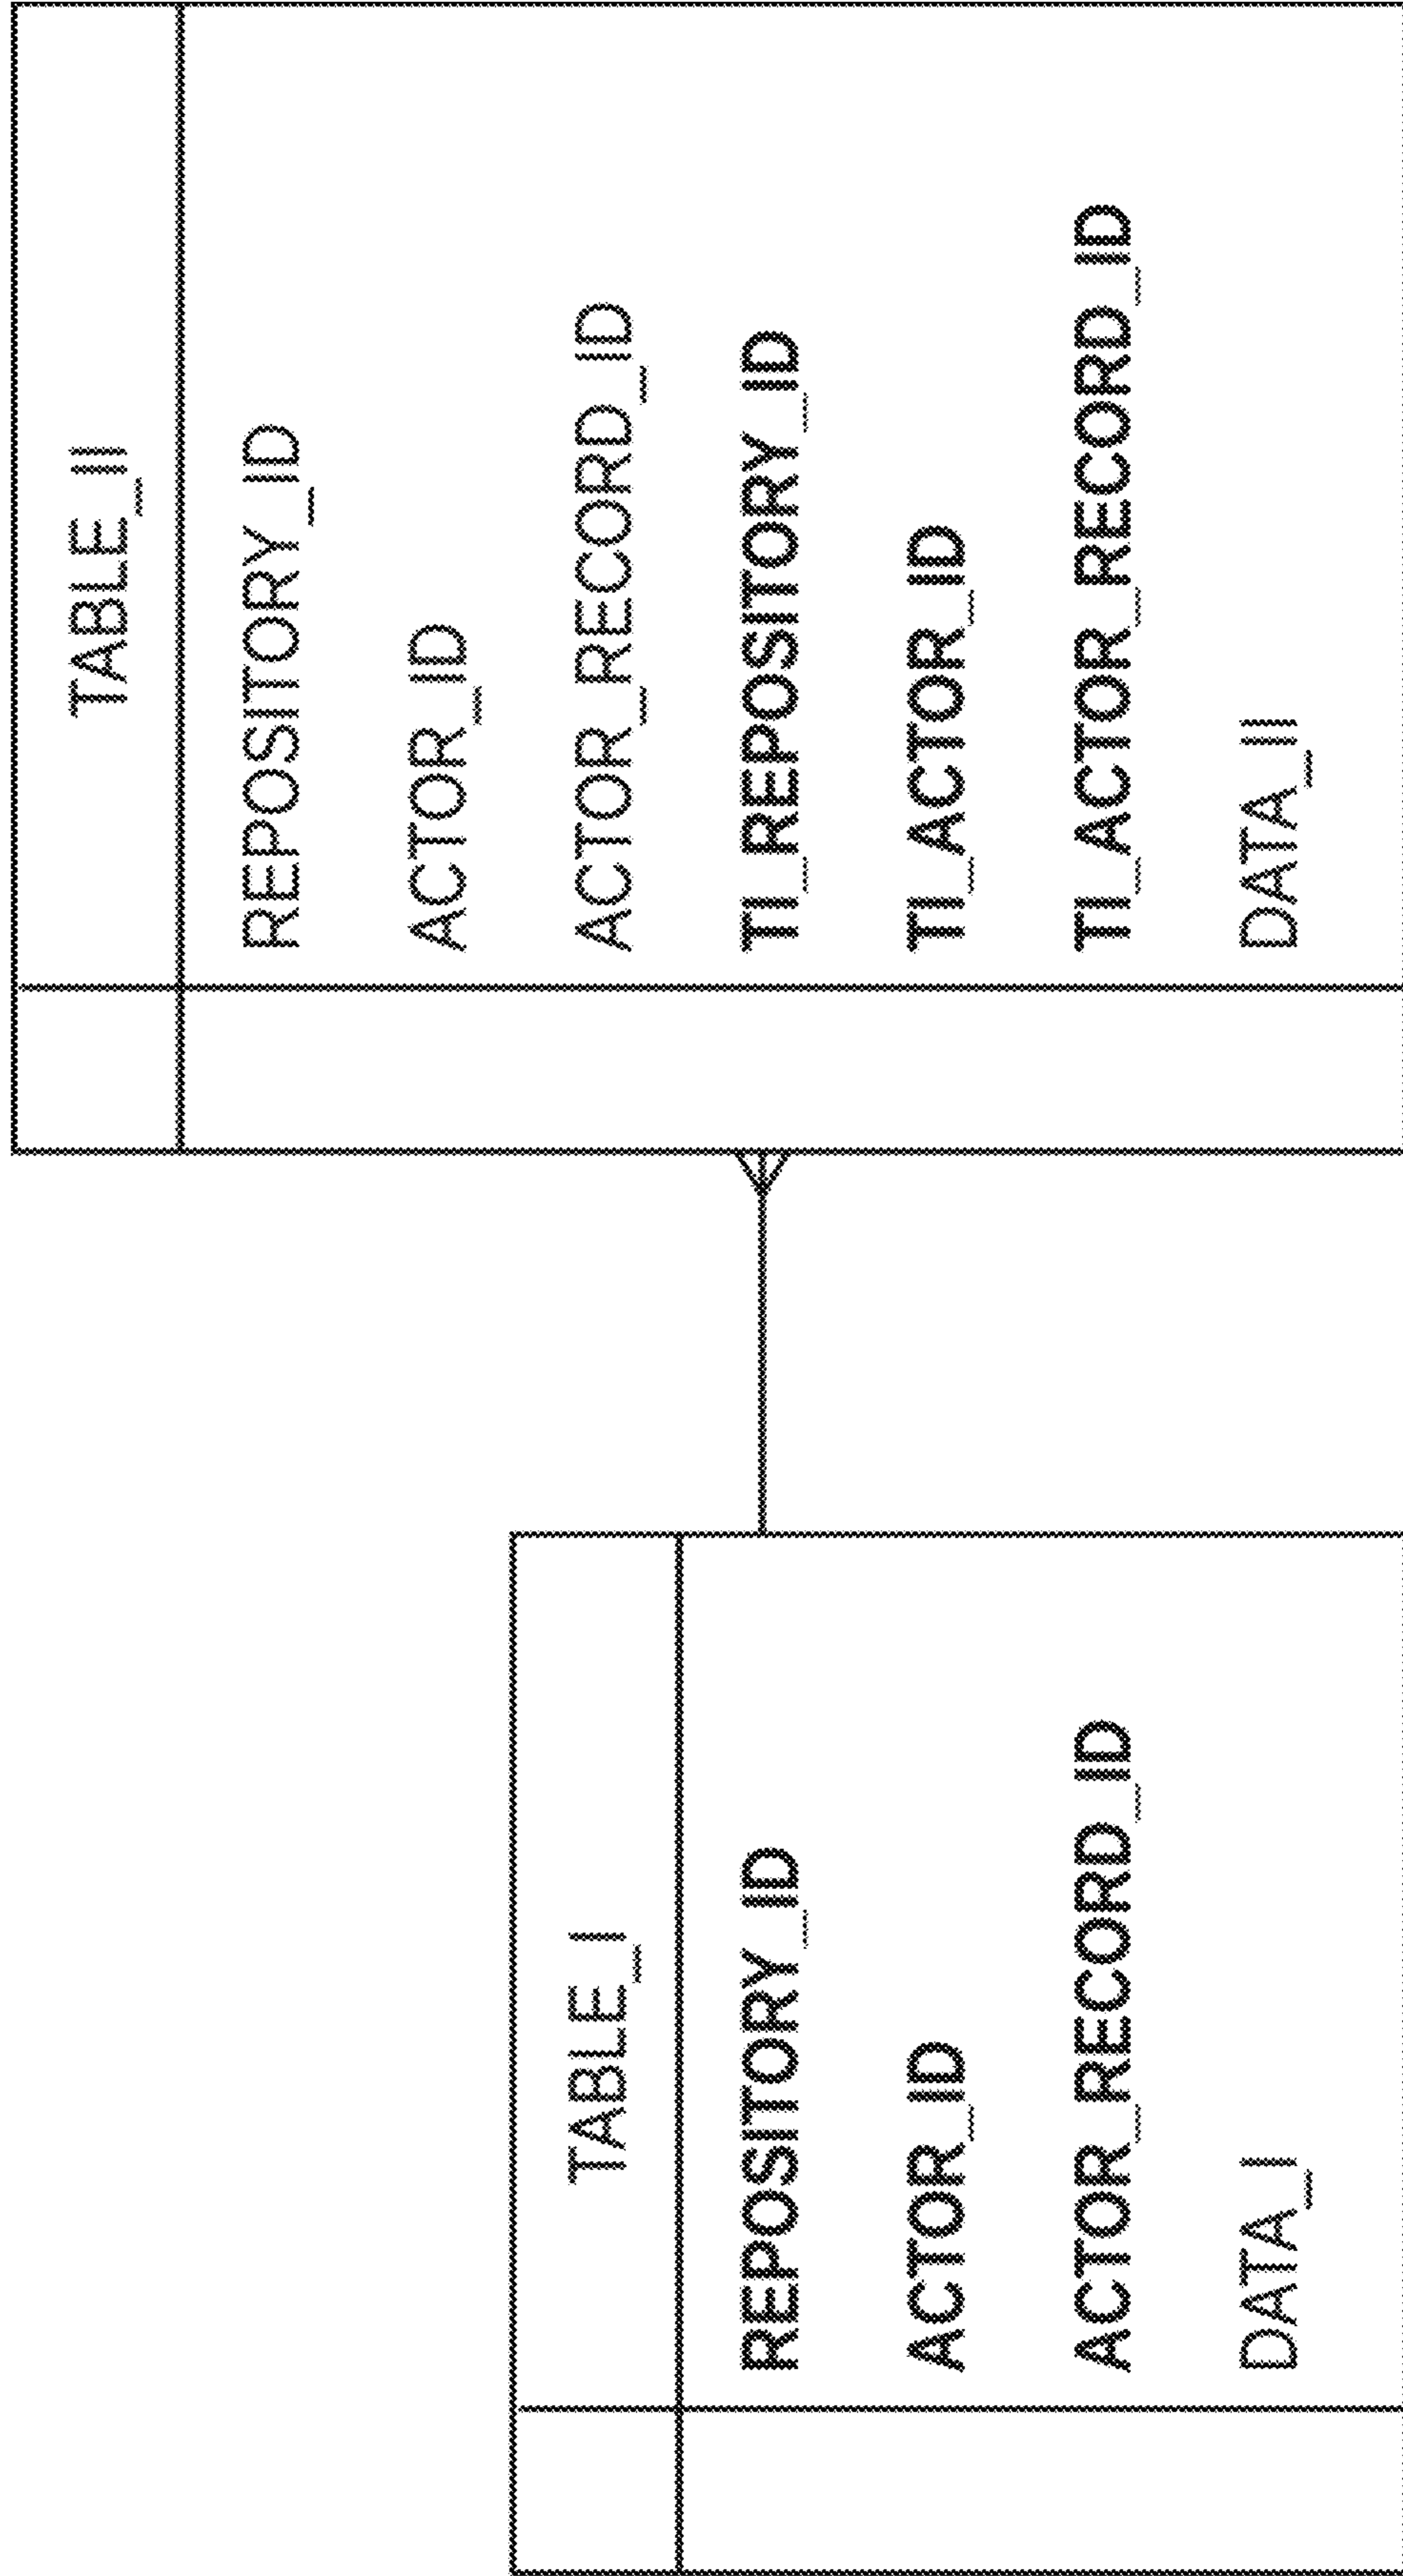 TABLE_I
REPOSITORY_ID
ACTOR_ID
ACTOR_RECORD_ID
DATA_I
TABLE_II
REPOSITORY_ID
ACTOR_ID
ACTOR_RECORD_ID
TI_REPOSITORY_ID
TI_ACTOR_ID
TI_ACTOR_RECORD_ID
DATA_II